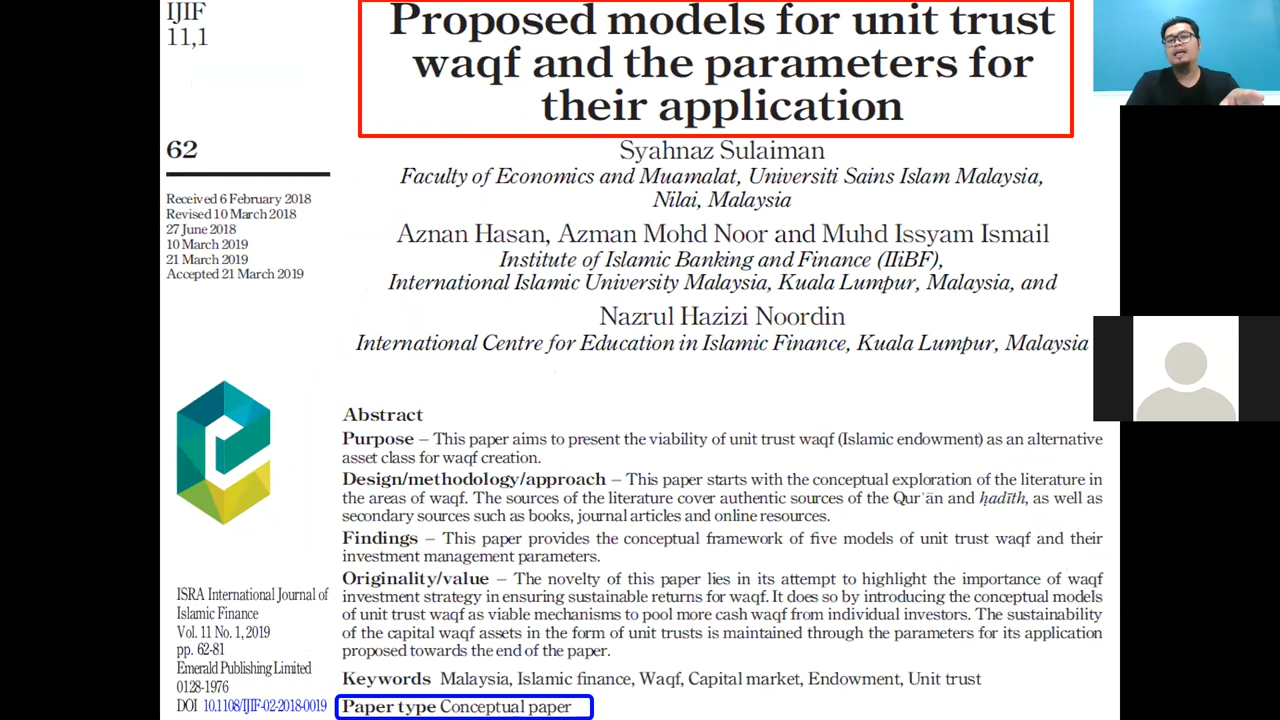 IJIF
11,1
Proposed models for unit trust
waqf and the parameters for
their application
62
Syahnaz Sulaiman
Faculty of Economics and Muamalat, Universiti Sains Islam Malaysia,
Nilai, Malaysia
Received 6 February 2018
Revised 10 March 2018
27 June 2018
10 March 2019
21 March 2019
Accepted 21 March 2019
Aznan Hasan, Azman Mohd Noor and Muhd Issyam Ismail
Institute of Islamic Banking and Finance (IIiBF),
International Islamic University Malaysia, Kuala Lumpur, Malaysia, and
Nazrul Hazizi Noordin
International Centre for Education in Islamic Finance, Kuala Lumpur, Malaysia
Abstract
Purpose – This paper aims to present the viability of unit trust waqf (Islamic endowment) as an alternative
asset class for waqf creation.
Design/methodology/approach – This paper starts with the conceptual exploration of the literature in
the areas of waqf. The sources of the literature cover authentic sources of the Qurʾān and ḥadīth, as well as
secondary sources such as books, journal articles and online resources.
Findings – This paper provides the conceptual framework of five models of unit trust waqf and their
investment management parameters.
Originality/value – The novelty of this paper lies in its attempt to highlight the importance of waqf
investment strategy in ensuring sustainable returns for waqf. It does so by introducing the conceptual models
of unit trust waqf as viable mechanisms to pool more cash waqf from individual investors. The sustainability
of the capital waqf assets in the form of unit trusts is maintained through the parameters for its application
proposed towards the end of the paper.
Keywords Malaysia, Islamic finance, Waqf, Capital market, Endowment, Unit trust
Paper type Conceptual paper
ISRA International Journal of
Islamic Finance
Vol. 11 No. 1, 2019
pp. 62-81
Emerald Publishing Limited
0128-1976
DOI 10.1108/IJIF-02-2018-0019